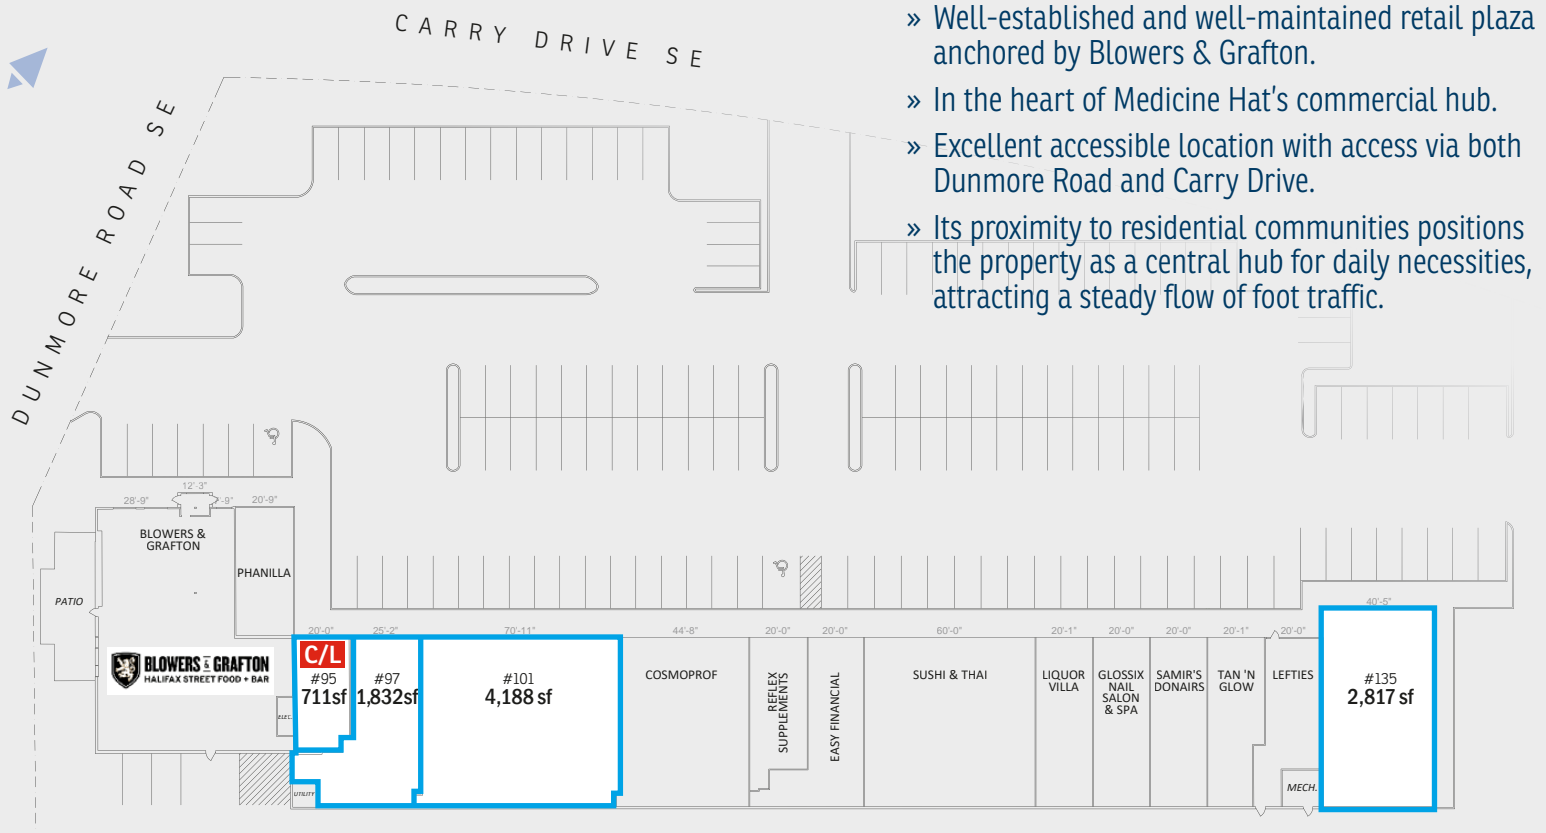 CARRY DRIVE SE
» Well-established and well-maintained retail plaza
anchored by Blowers & Grafton.
» In the heart of Medicine Hat's commercial hub.
» Excellent accessible location with access via both
Dunmore Road and Carry Drive.
» Its proximity to residential communities positions
the property as a central hub for daily necessities,
attracting a steady flow of foot traffic.
DUNMORE ROAD SE
28'-9"
12'-3"
'-9"
20'-9"
BLOWERS &
GRAFTON
PHANILLA
PATIO
BLOWERS & GRAFTON
HALIFAX STREET FOOD + BAR
ELEC.
UTILITY
20'-0"
C/L
#95
711sf
25'-2"
#97
1,832sf
70'-11"
#101
4,188 sf
44'-8"
COSMOPROF
20'-0"
REFLEX
SUPPLEMENTS
20'-0"
EASY FINANCIAL
60'-0"
SUSHI & THAI
20'-1"
LIQUOR
VILLA
20'-0"
GLOSSIX
NAIL
SALON
& SPA
20'-0"
SAMIR'S
DONAIRS
20'-1"
TAN 'N
GLOW
20'-0"
LEFTIES
MECH.
40'-5"
#135
2,817 sf